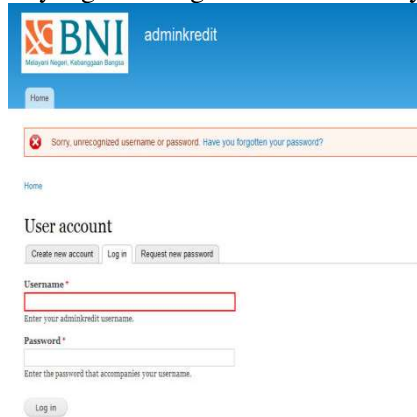 BNI
adminkredit
Melayani Negeri, Kebanggaan Bangsa
Home
Sorry, unrecognized username or password. Have you forgotten your password?
Home
User account
Create new account
Log in
Request new password
Username *
Enter your adminkredit username.
Password *
Enter the password that accompanies your username.
Log in